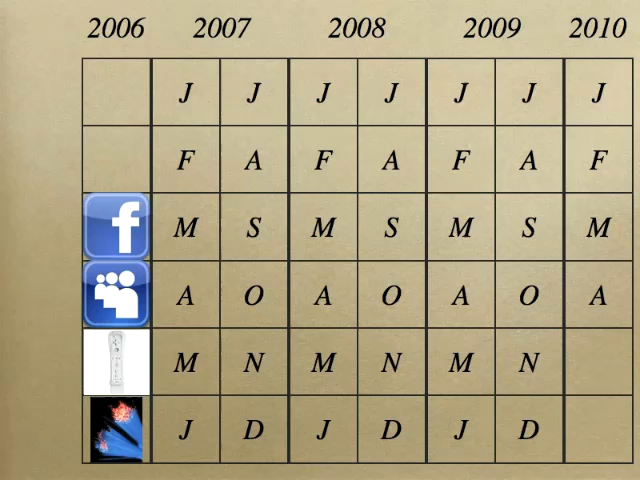 2006 2007 2008 2009 2010
J J J J J J J
F A F A F A F
f M S M S M S M
A O A O A O A
M N M N M N
J D J D J D